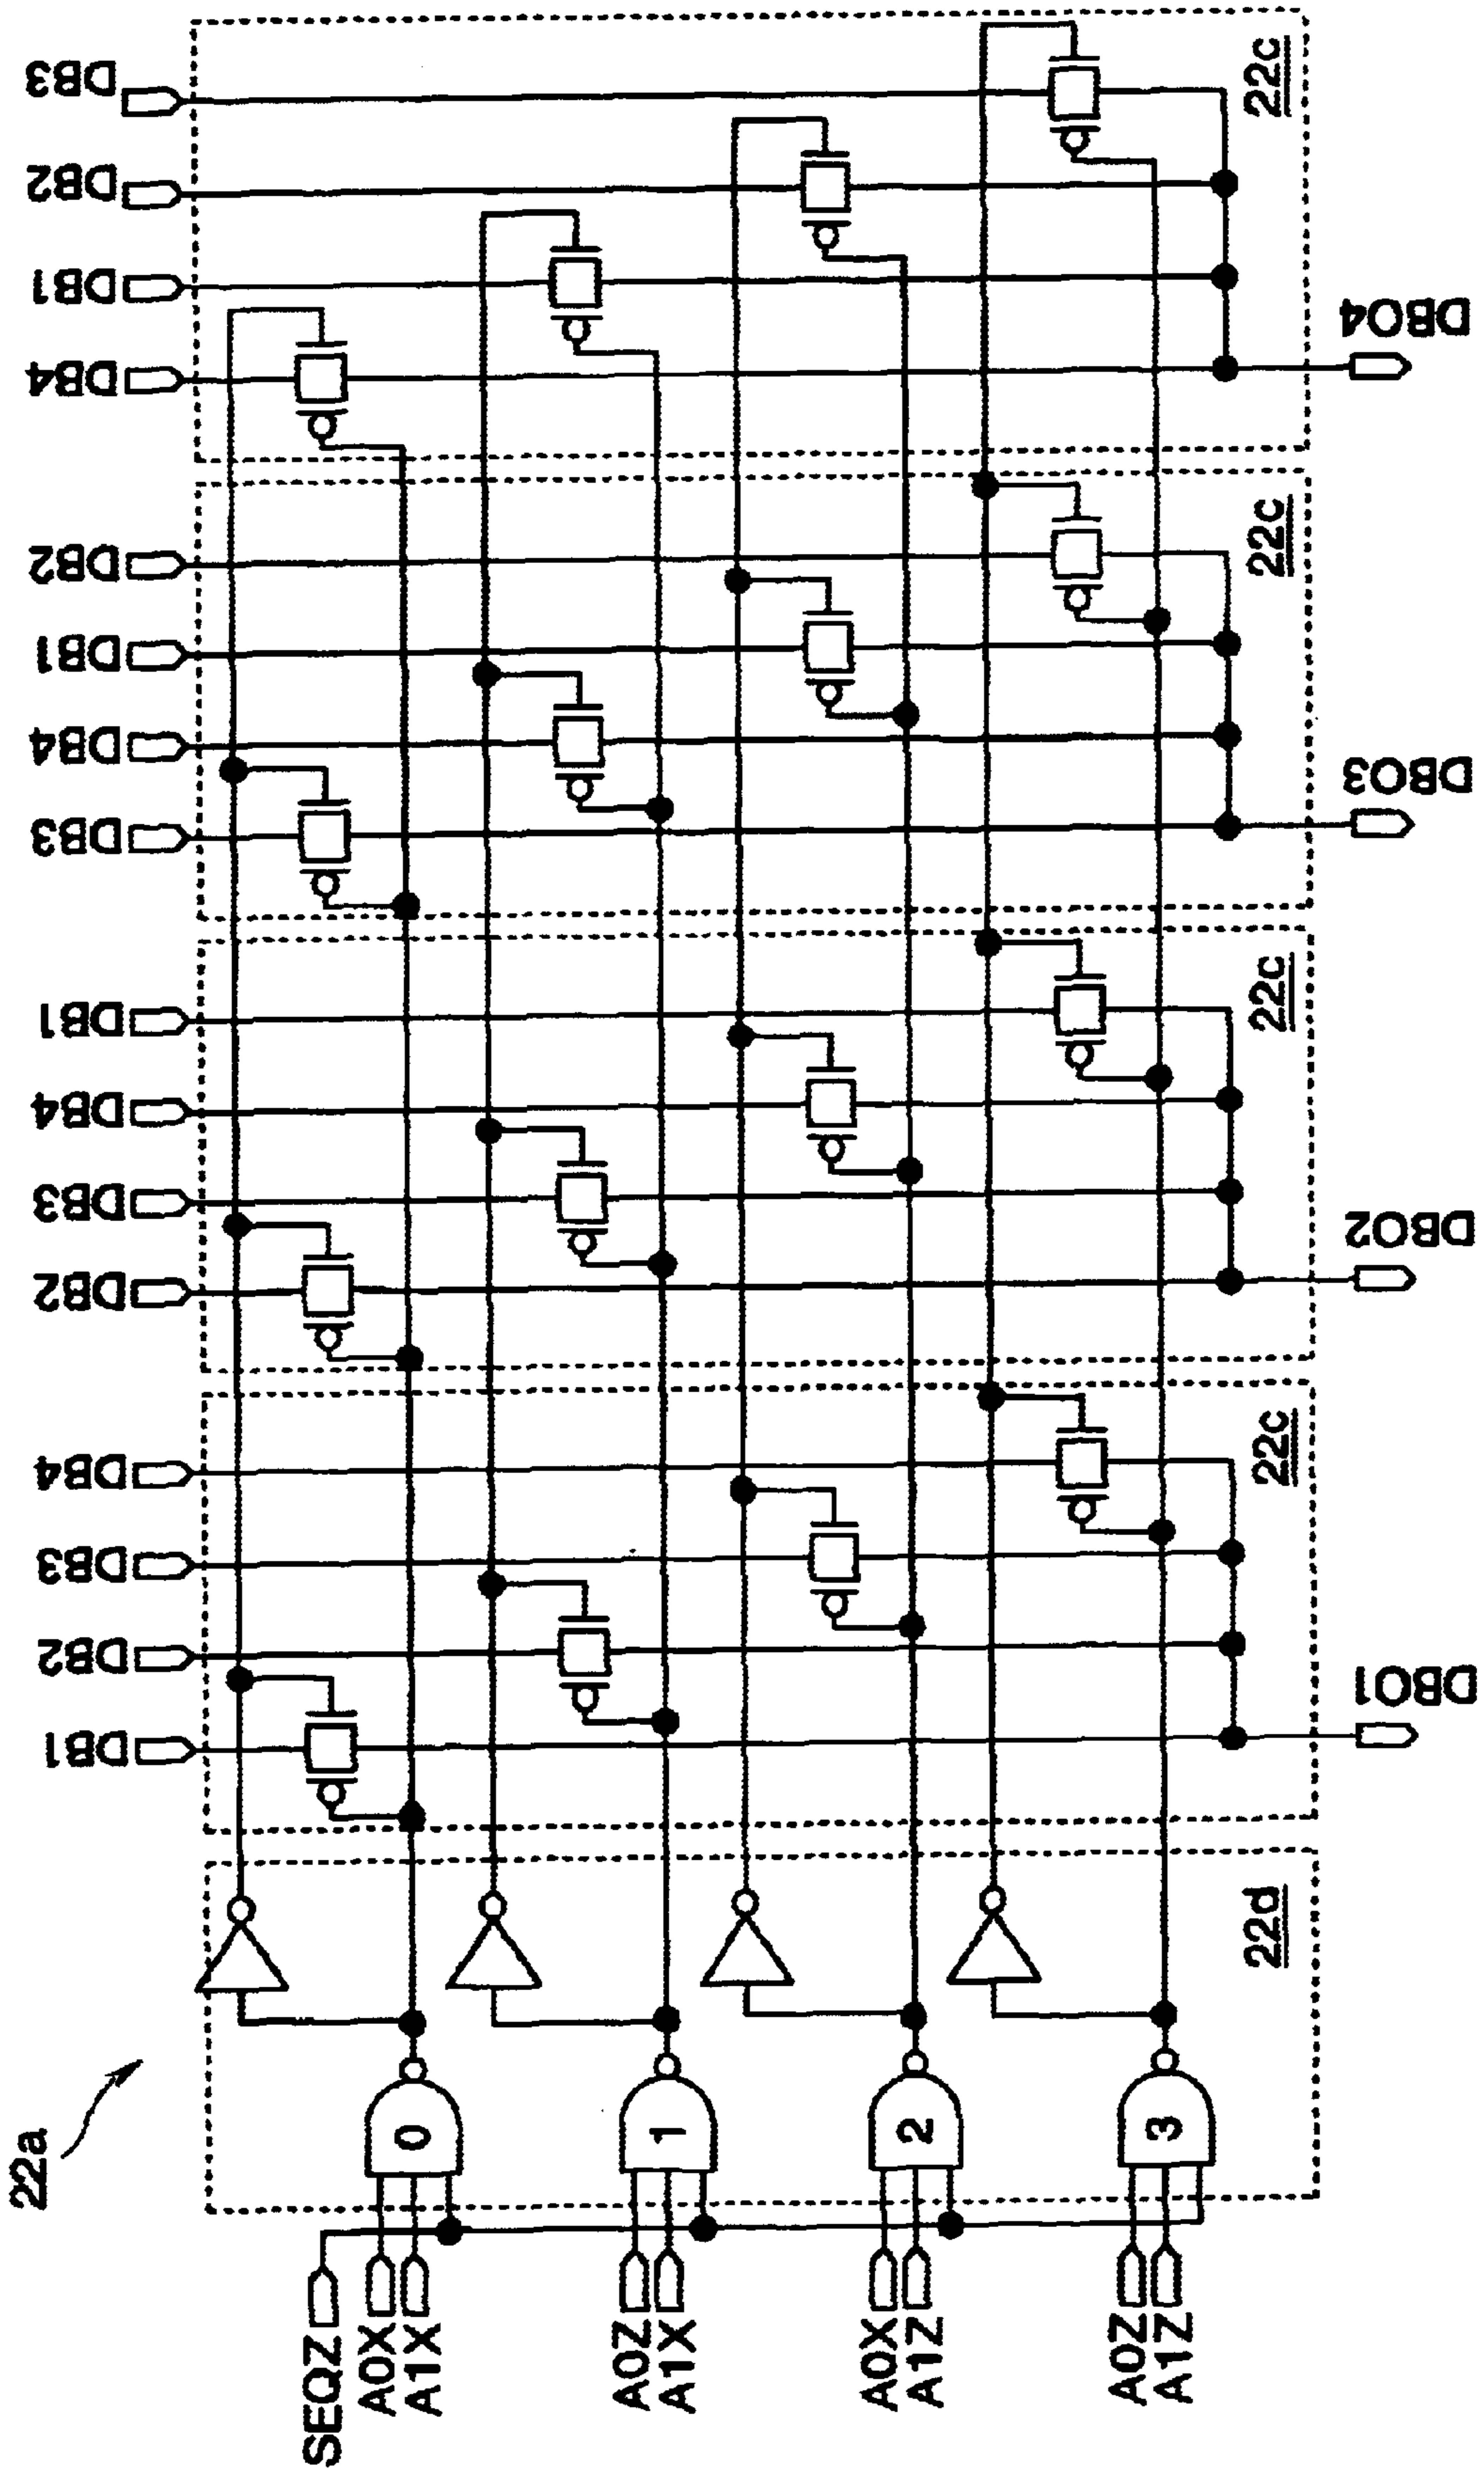 22a
SEQZ
A0X
A1X
A0Z
A1X
A0X
A1Z
A0Z
A1Z
0
1
2
3
22d
DB1
DB2
DB3
DB4
22c
DBO1
DB2
DB3
DB4
DB1
22c
DBO2
DB3
DB4
DB1
DB2
22c
DBO3
DB4
DB1
DB2
DB3
22c
DBO4